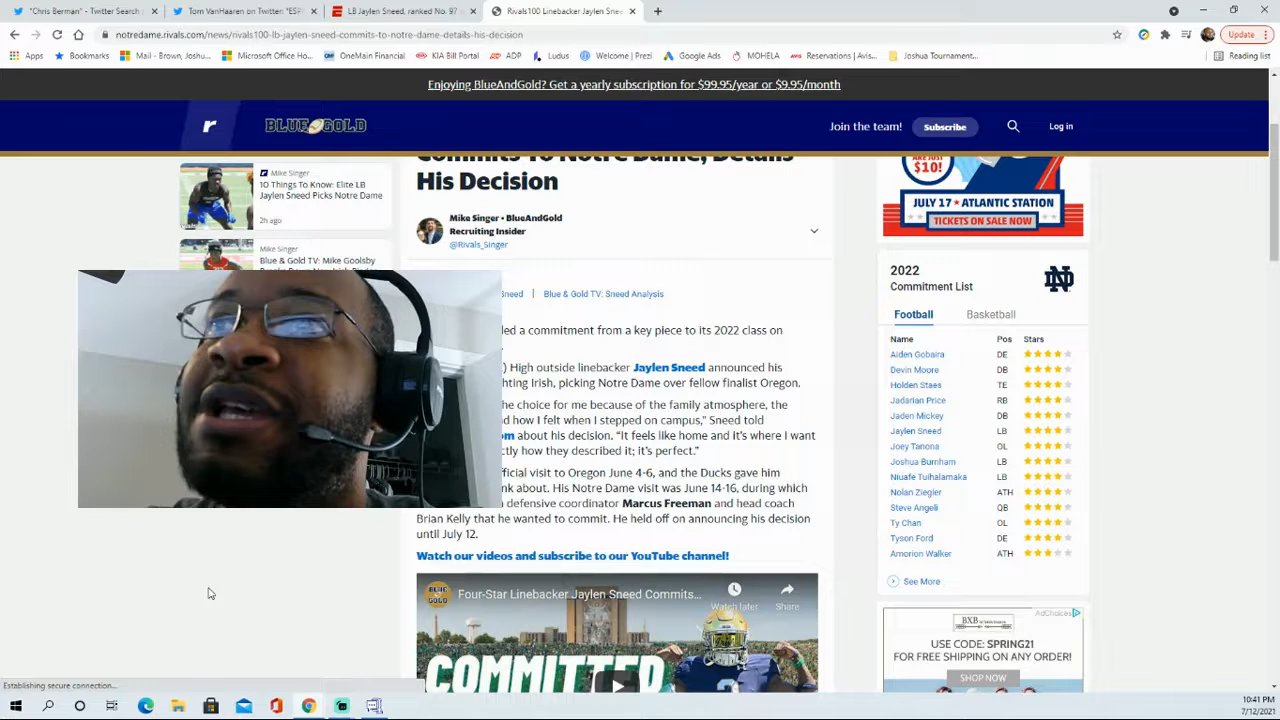 "Chris Berman" - Twitter Search /
Tom VanHaaren on Twitter: "ESP
LB Jaylen Sneed, ranked No. 97
Rivals100 Linebacker Jaylen Snee
notredame.rivals.com/news/rivals100-lb-jaylen-sneed-commits-to-notre-dame-details-his-decision
Update
Apps
Bookmarks
Mail - Brown, Joshu...
Microsoft Office Ho...
OneMain Financial
KIA Bill Portal
ADP
Ludus
Welcome | Prezi
Google Ads
MOHELA
Reservations | Avis...
Joshua Tournament...
Reading list
Enjoying BlueAndGold? Get a yearly subscription for $99.95/year or $9.95/month
r
BLUE GOLD
Join the team!
Subscribe
Log in
Mike Singer
10 Things To Know: Elite LB
Jaylen Sneed Picks Notre Dame
2h ago
Mike Singer
Blue & Gold TV: Mike Goolsby
Commits To Notre Dame, Details
His Decision
Mike Singer • BlueAndGold
Recruiting Insider
@Rivals_Singer
Sneed | Blue & Gold TV: Sneed Analysis
ed a commitment from a key piece to its 2022 class on
) High outside linebacker Jaylen Sneed announced his
ghting Irish, picking Notre Dame over fellow finalist Oregon.
he choice for me because of the family atmosphere, the
nd how I felt when I stepped on campus," Sneed told
om about his decision. "It feels like home and it's where I want
ctly how they described it; it's perfect."
ficial visit to Oregon June 4-6, and the Ducks gave him
nk about. His Notre Dame visit was June 14-16, during which
defensive coordinator Marcus Freeman and head coach
Brian Kelly that he wanted to commit. He held off on announcing his decision
until July 12.
Watch our videos and subscribe to our YouTube channel!
BLUE GOLD
Four-Star Linebacker Jaylen Sneed Commits...
Watch later
Share
COMMITTED
ARE JUST
$10!
JULY 17 ★ ATLANTIC STATION
TICKETS ON SALE NOW
2022
Commitment List
ND
Football
Basketball
Name Pos Stars
Aiden Gobaira DE
Devin Moore DB
Holden Staes TE
Jadarian Price RB
Jaden Mickey DB
Jaylen Sneed LB
Joey Tanona OL
Joshua Burnham LB
Niuafe Tuihalamaka LB
Nolan Ziegler ATH
Steve Angeli QB
Ty Chan OL
Tyson Ford DE
Amorion Walker ATH
See More
AdChoices
BXB
USE CODE: SPRING21
FOR FREE SHIPPING ON ANY ORDER!
SHOP NOW
Establishing secure connection...
10:41 PM
7/12/2021